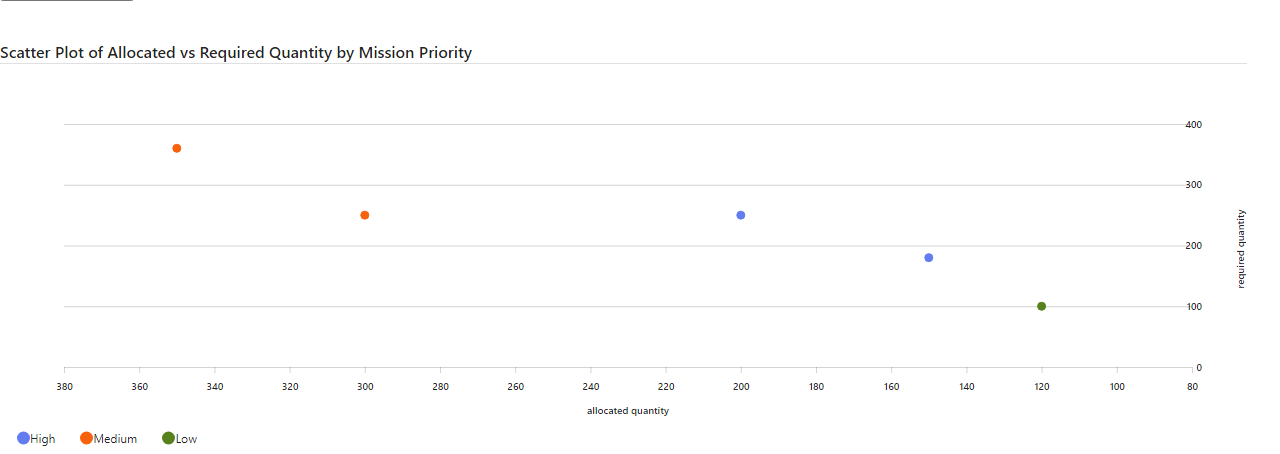 Scatter Plot of Allocated vs Required Quantity by Mission Priority
400
300
200
100
0
required quantity
380 360 340 320 300 280 260 240 220 200 180 160 140 120 100 80
allocated quantity
High Medium Low